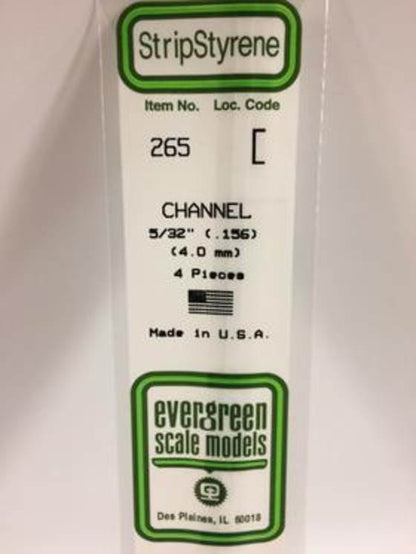 StripStyrene
Item No. Loc. Code
265 [
CHANNEL
5/32" (.156)
(4.0 mm)
4 Pieces
Made in U.S.A.
evergreen
scale models
Des Plaines, IL 60018